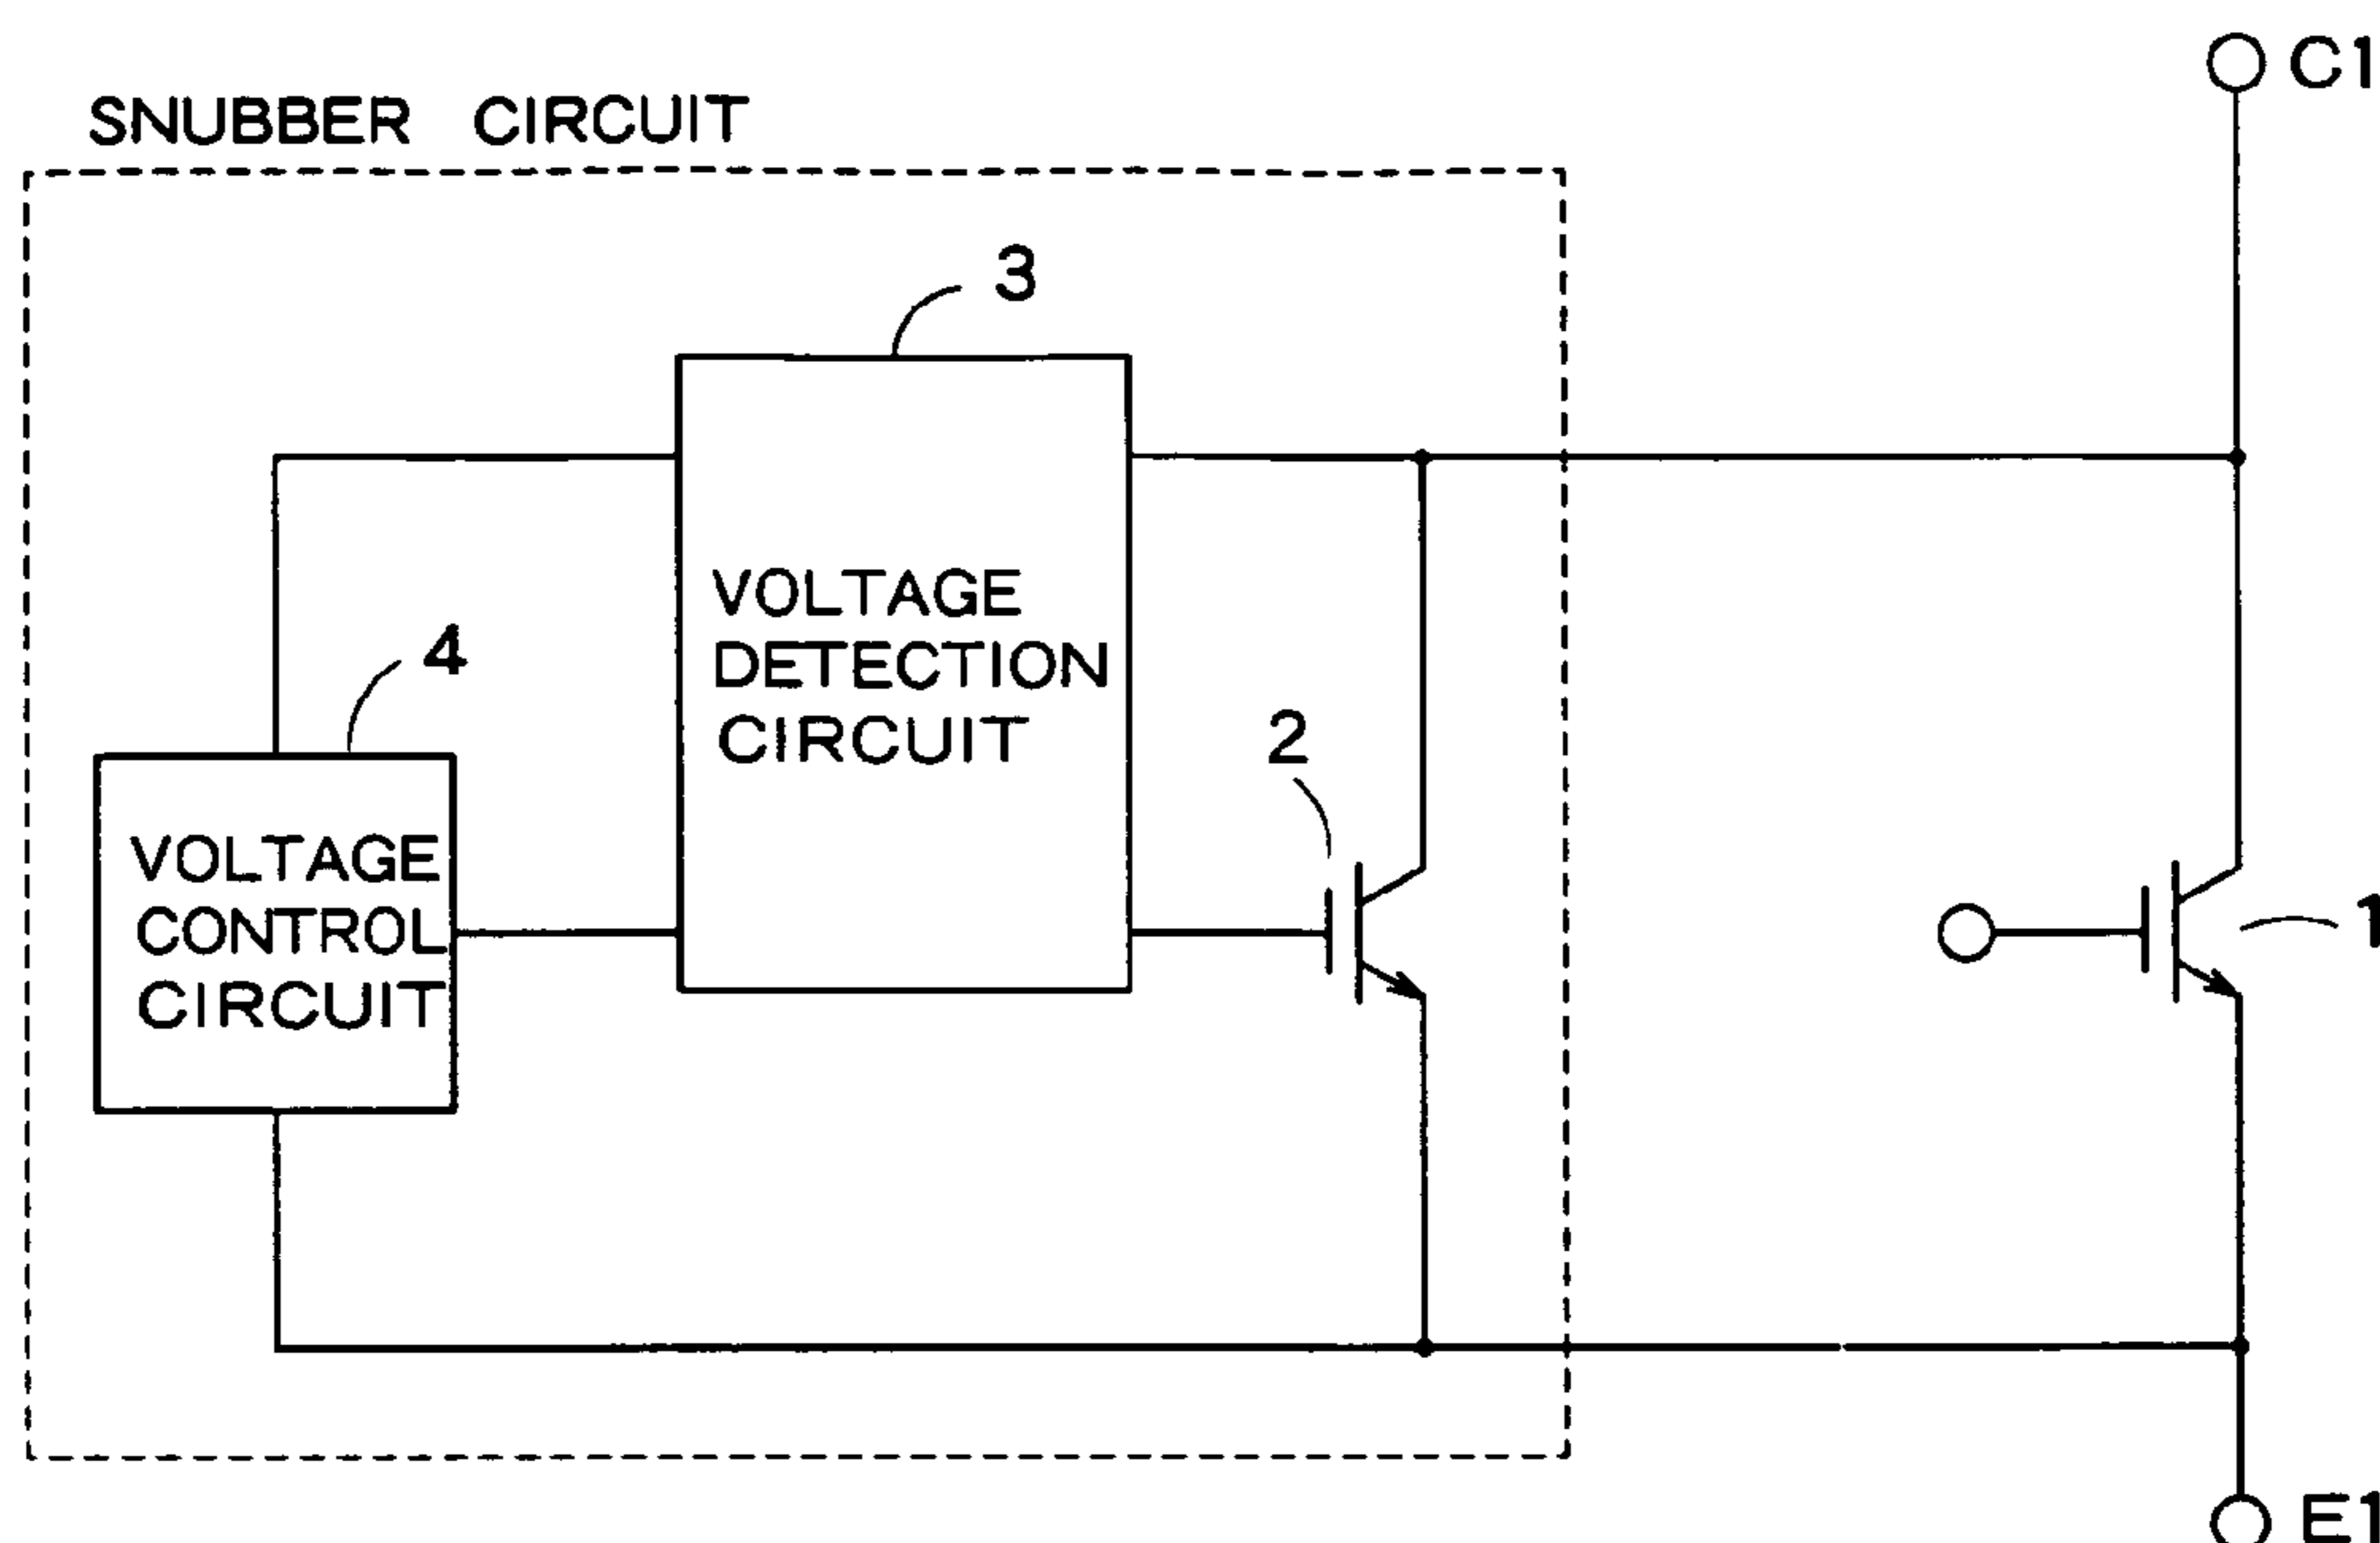 C1
SNUBBER CIRCUIT
3
VOLTAGE
DETECTION
CIRCUIT
4
2
VOLTAGE
CONTROL
CIRCUIT
1
E1